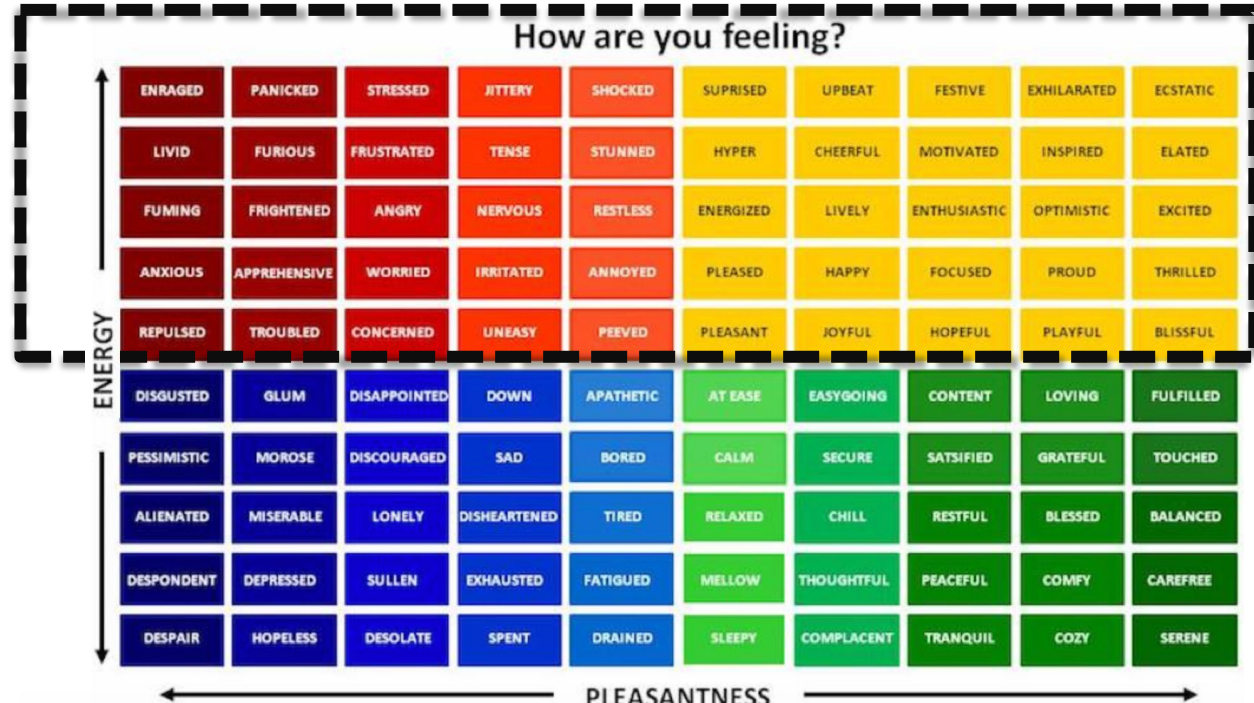 How are you feeling?
ENRAGED PANICKED STRESSED JITTERY SHOCKED SUPRISED UPBEAT FESTIVE EXHILARATED ECSTATIC
LIVID FURIOUS FRUSTRATED TENSE STUNNED HYPER CHEERFUL MOTIVATED INSPIRED ELATED
FUMING FRIGHTENED ANGRY NERVOUS RESTLESS ENERGIZED LIVELY ENTHUSIASTIC OPTIMISTIC EXCITED
ANXIOUS APPREHENSIVE WORRIED IRRITATED ANNOYED PLEASED HAPPY FOCUSED PROUD THRILLED
REPULSED TROUBLED CONCERNED UNEASY PEEVED PLEASANT JOYFUL HOPEFUL PLAYFUL BLISSFUL
ENERGY
DISGUSTED GLUM DISAPPOINTED DOWN APATHETIC AT EASE EASYGOING CONTENT LOVING FULFILLED
PESSIMISTIC MOROSE DISCOURAGED SAD BORED CALM SECURE SATSIFIED GRATEFUL TOUCHED
ALIENATED MISERABLE LONELY DISHEARTENED TIRED RELAXED CHILL RESTFUL BLESSED BALANCED
DESPONDENT DEPRESSED SULLEN EXHAUSTED FATIGUED MELLOW THOUGHTFUL PEACEFUL COMFY CAREFREE
DESPAIR HOPELESS DESOLATE SPENT DRAINED SLEEPY COMPLACENT TRANQUIL COZY SERENE
PLEASANTNESS